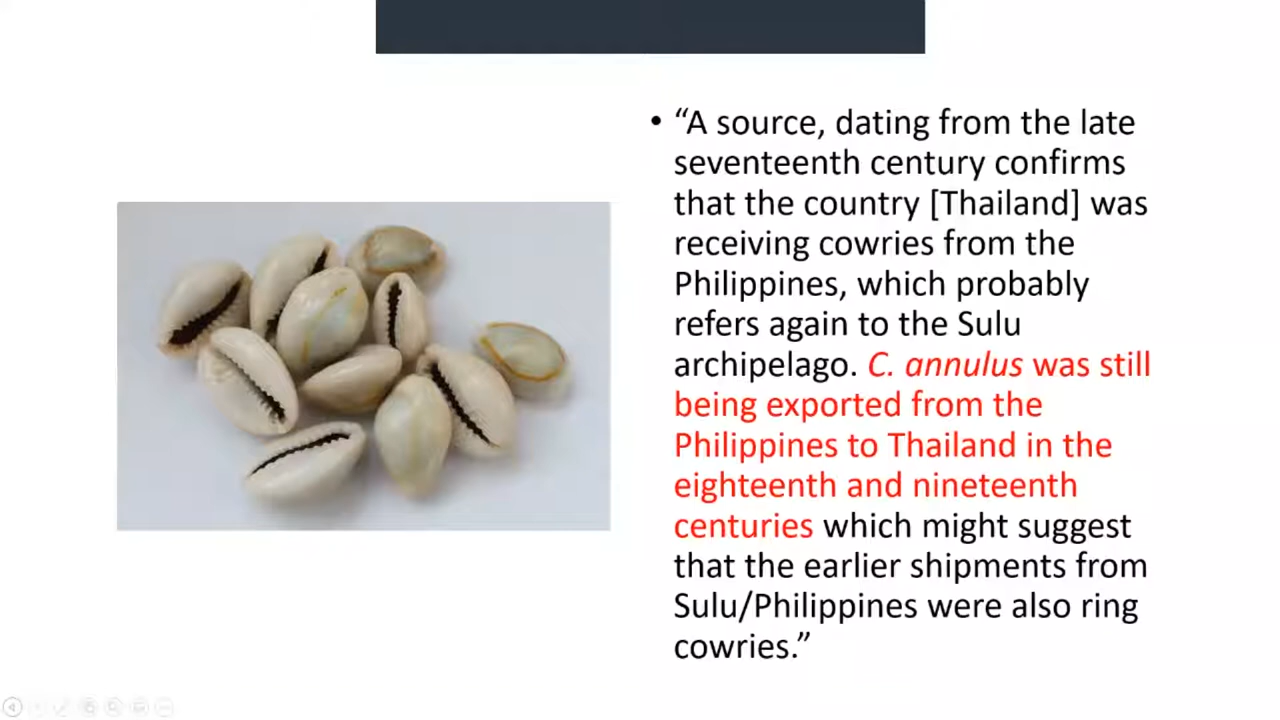 • “A source, dating from the late
seventeenth century confirms
that the country [Thailand] was
receiving cowries from the
Philippines, which probably
refers again to the Sulu
archipelago. C. annulus was still
being exported from the
Philippines to Thailand in the
eighteenth and nineteenth
centuries which might suggest
that the earlier shipments from
Sulu/Philippines were also ring
cowries.”